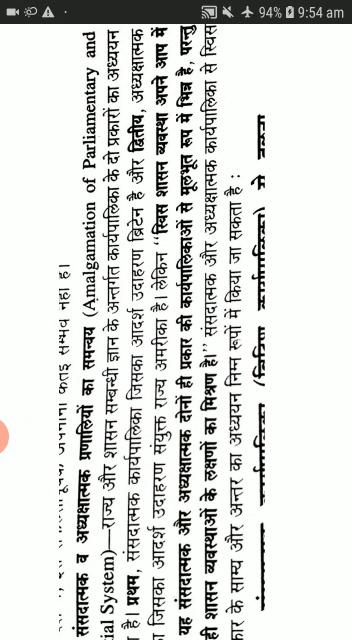 94% 9:54 am
कतई सम्भव नहीं है।
संसदात्मक व अध्यक्षात्मक प्रणालियों का समन्वय (Amalgamation of Parliamentary and
ial System)—राज्य और शासन सम्बन्धी ज्ञान के अन्तर्गत कार्यपालिका के दो प्रकारों का अध्ययन
है। प्रथम, संसदात्मक कार्यपालिका जिसका आदर्श उदाहरण ब्रिटेन है और द्वितीय, अध्यक्षात्मक
जिसका आदर्श उदाहरण संयुक्त राज्य अमरीका है। लेकिन “स्विस शासन व्यवस्था अपने आप में
यह संसदात्मक और अध्यक्षात्मक दोनों ही प्रकार की कार्यपालिकाओं से मूलभूत रूप में भिन्न है, परन्तु
ही शासन व्यवस्थाओं के लक्षणों का मिश्रण है।” संसदात्मक और अध्यक्षात्मक कार्यपालिका से स्विस
कार के साम्य और अन्तर का अध्ययन निम्न रूपों में किया जा सकता है :